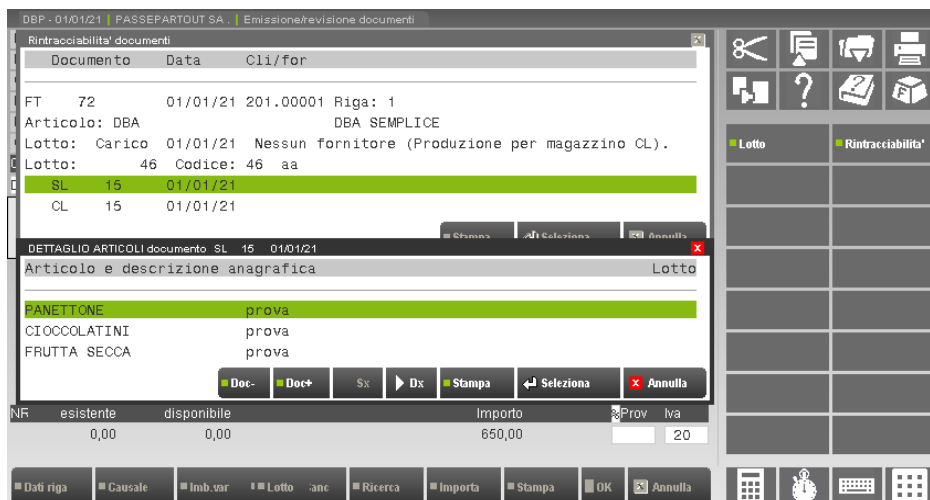 DBP - 01/01/21 | PASSEPARTOUT SA . | Emissione/revisione documenti
Rintracciabilita' documenti
Documento Data Cli/for
FT 72 01/01/21 201.00001 Riga: 1
Articolo: DBA DBA SEMPLICE
Lotto: Carico 01/01/21 Nessun fornitore (Produzione per magazzino CL).
Lotto: 46 Codice: 46 aa
SL 15 01/01/21
CL 15 01/01/21
Stampa Seleziona Annulla
DETTAGLIO ARTICOLI documento SL 15 01/01/21
Articolo e descrizione anagrafica Lotto
PANETTONE prova
CIOCCOLATINI prova
FRUTTA SECCA prova
Doc- Doc+ Sx Dx Stampa Seleziona Annulla
NR esistente disponibile Importo %Prov Iva
0,00 0,00 650,00 20
Dati riga Causale Imb.var Lotto Ricerca Importa Stampa OK Annulla
Lotto Rintracciabilita'